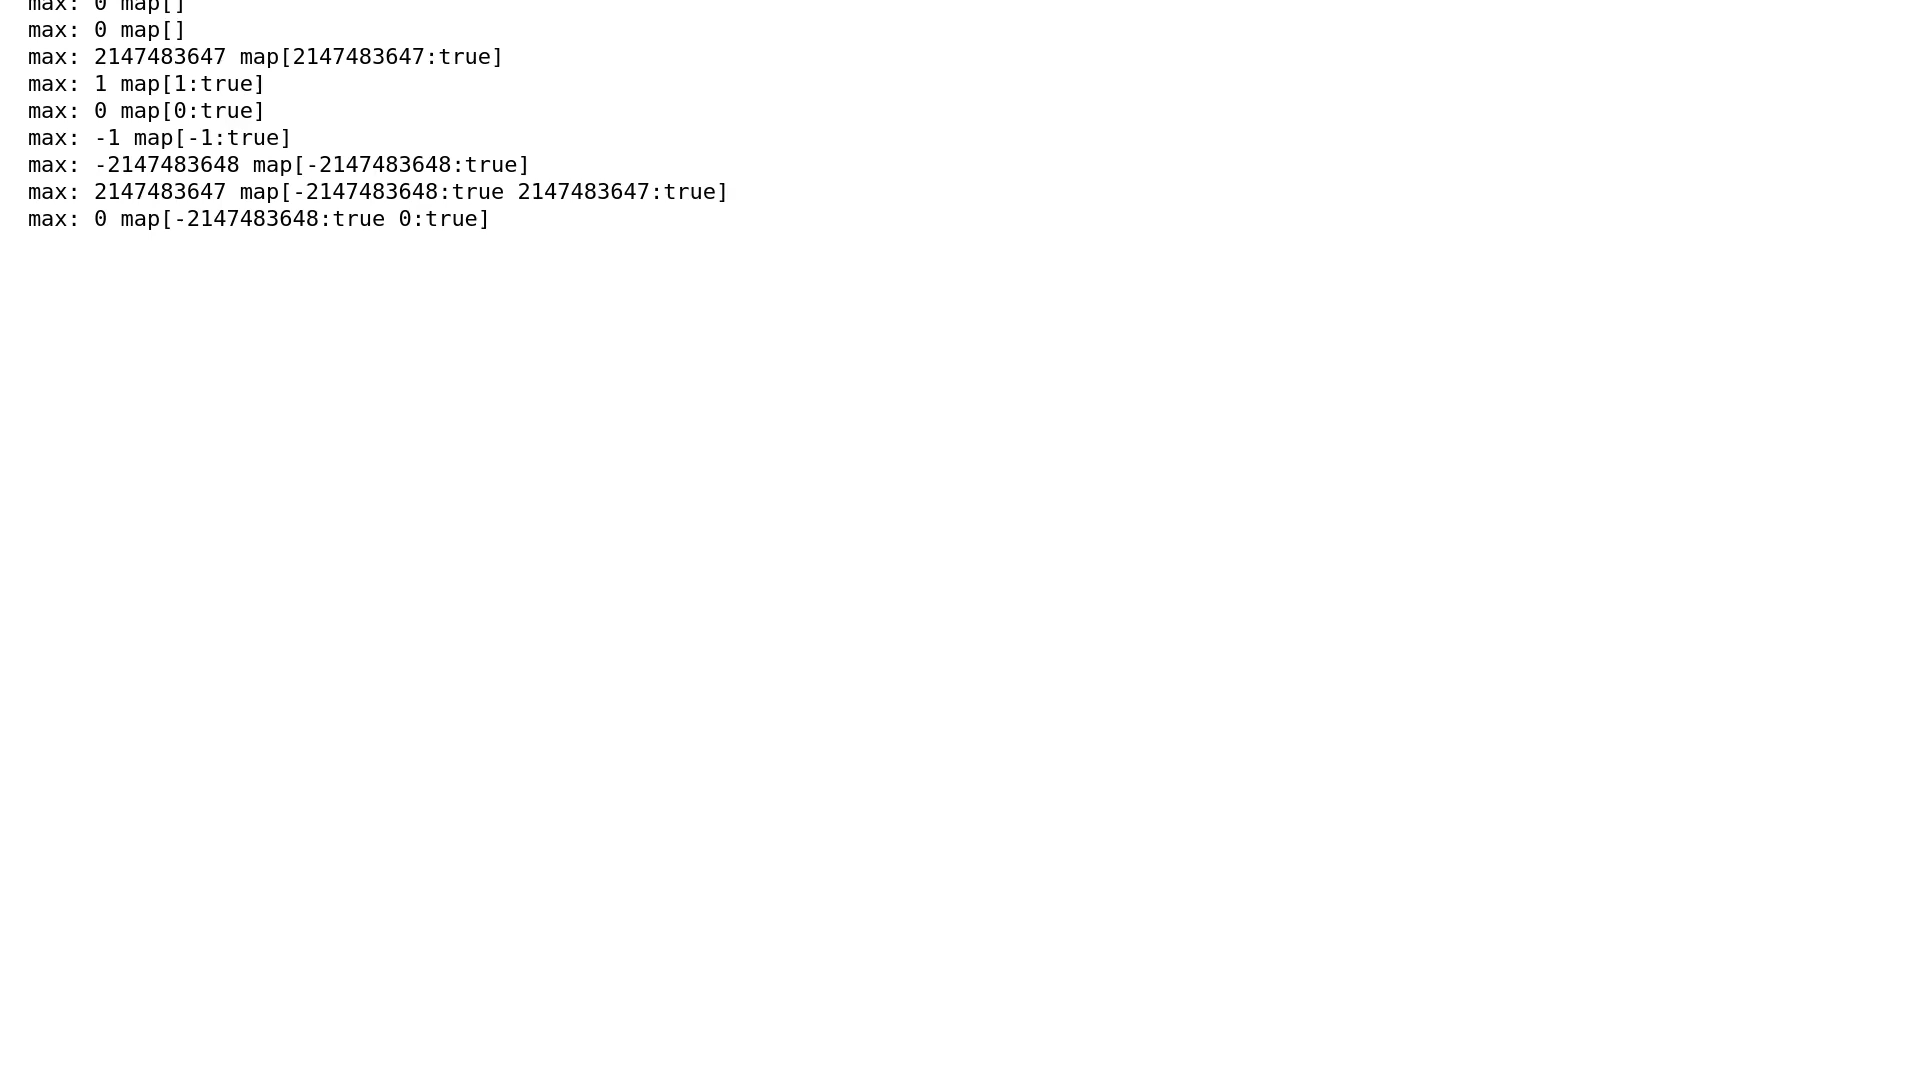 max: 0 map[]
max: 0 map[]
max: 2147483647 map[2147483647:true]
max: 1 map[1:true]
max: 0 map[0:true]
max: -1 map[-1:true]
max: -2147483648 map[-2147483648:true]
max: 2147483647 map[-2147483648:true 2147483647:true]
max: 0 map[-2147483648:true 0:true]